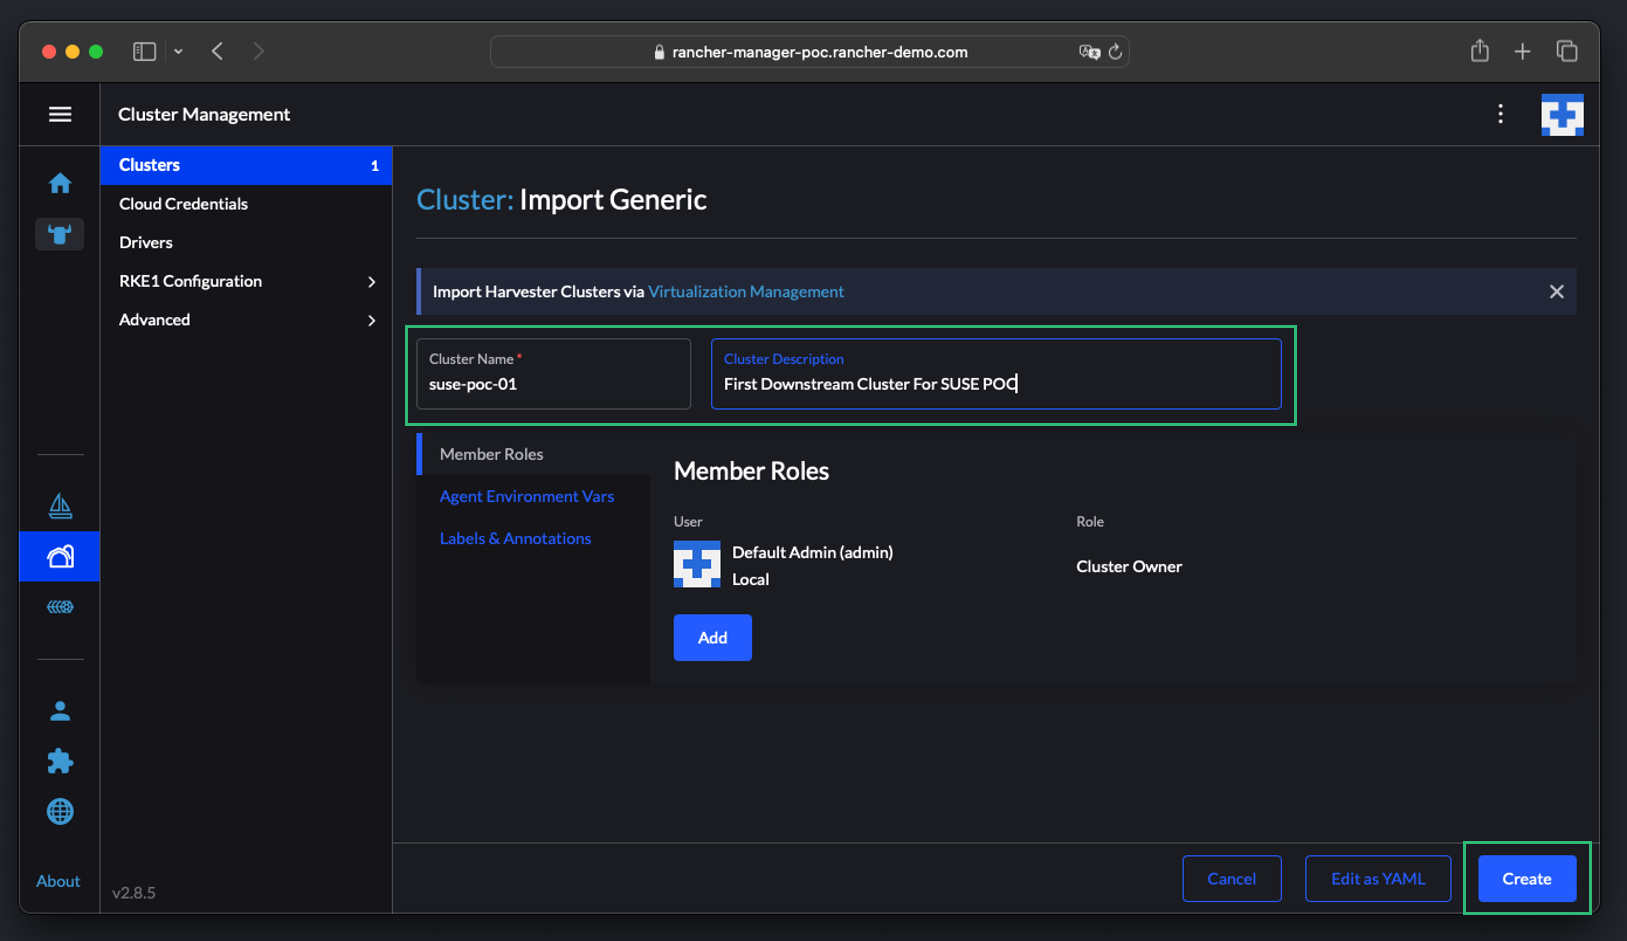 rancher-manager-poc.rancher-demo.com
Cluster Management
Clusters 1
Cloud Credentials
Drivers
RKE1 Configuration
Advanced
About
v2.8.5
Cluster: Import Generic
Import Harvester Clusters via Virtualization Management
Cluster Name *
suse-poc-01
Cluster Description
First Downstream Cluster For SUSE POC
Member Roles
Agent Environment Vars
Labels & Annotations
Member Roles
User Role
Default Admin (admin)
Local
Cluster Owner
Add
Cancel Edit as YAML Create